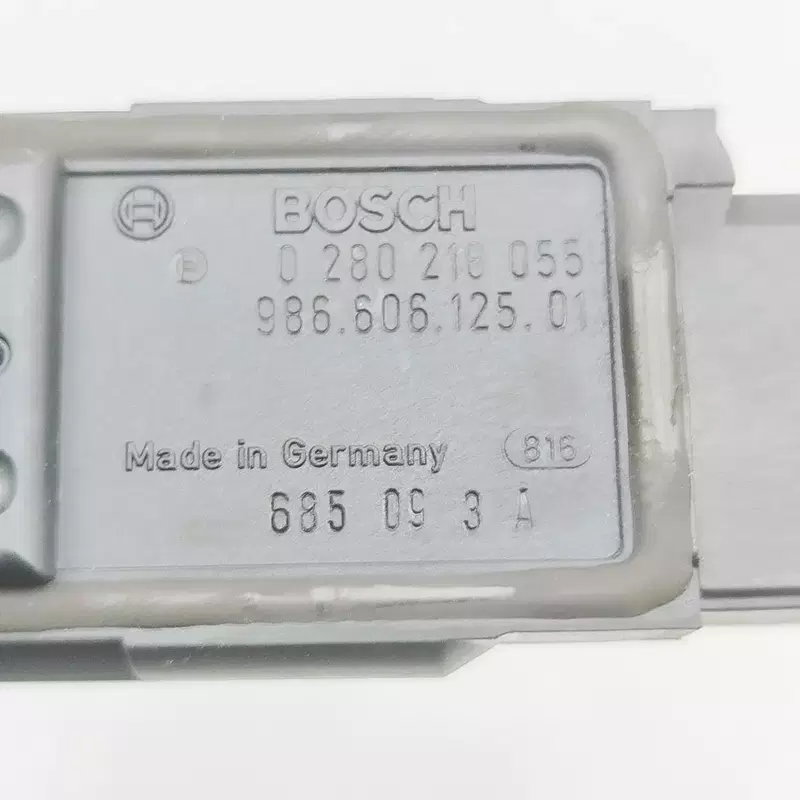 BOSCH
0 280 218 055
986.606.125.01
Made in Germany 816
685 09 3 A